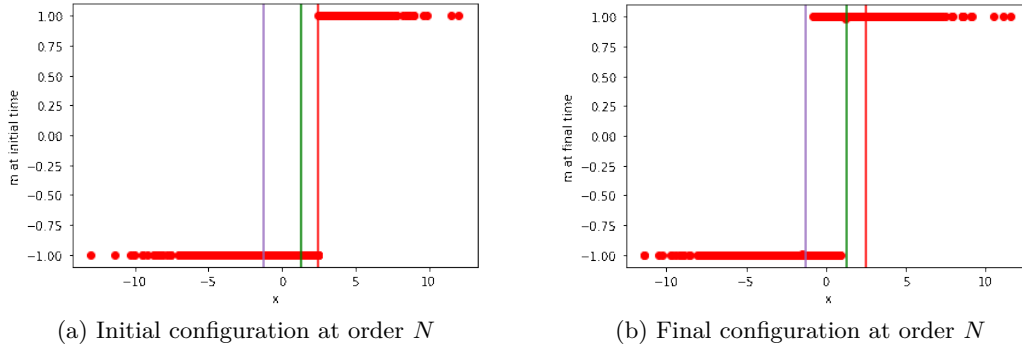 1.00
0.75
0.50
0.25
0.00
−0.25
−0.50
−0.75
−1.00
m at initial time
−10 −5 0 5 10
x
(a) Initial configuration at order N
1.00
0.75
0.50
0.25
0.00
−0.25
−0.50
−0.75
−1.00
m at final time
−10 −5 0 5 10
x
(b) Final configuration at order N